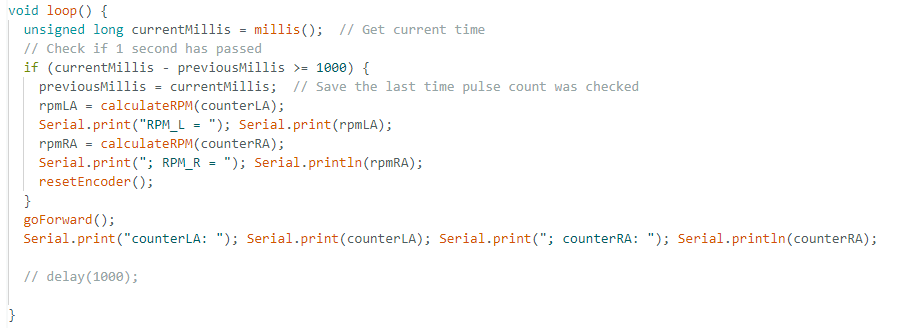 void loop() {
unsigned long currentMillis = millis();  // Get current time
// Check if 1 second has passed
if (currentMillis - previousMillis >= 1000) {
previousMillis = currentMillis;  // Save the last time pulse count was checked
rpmLA = calculateRPM(counterLA);
Serial.print("RPM_L = "); Serial.print(rpmLA);
rpmRA = calculateRPM(counterRA);
Serial.print("; RPM_R = "); Serial.println(rpmRA);
resetEncoder();
}
goForward();
Serial.print("counterLA: "); Serial.print(counterLA); Serial.print("; counterRA: "); Serial.println(counterRA);
// delay(1000);
}